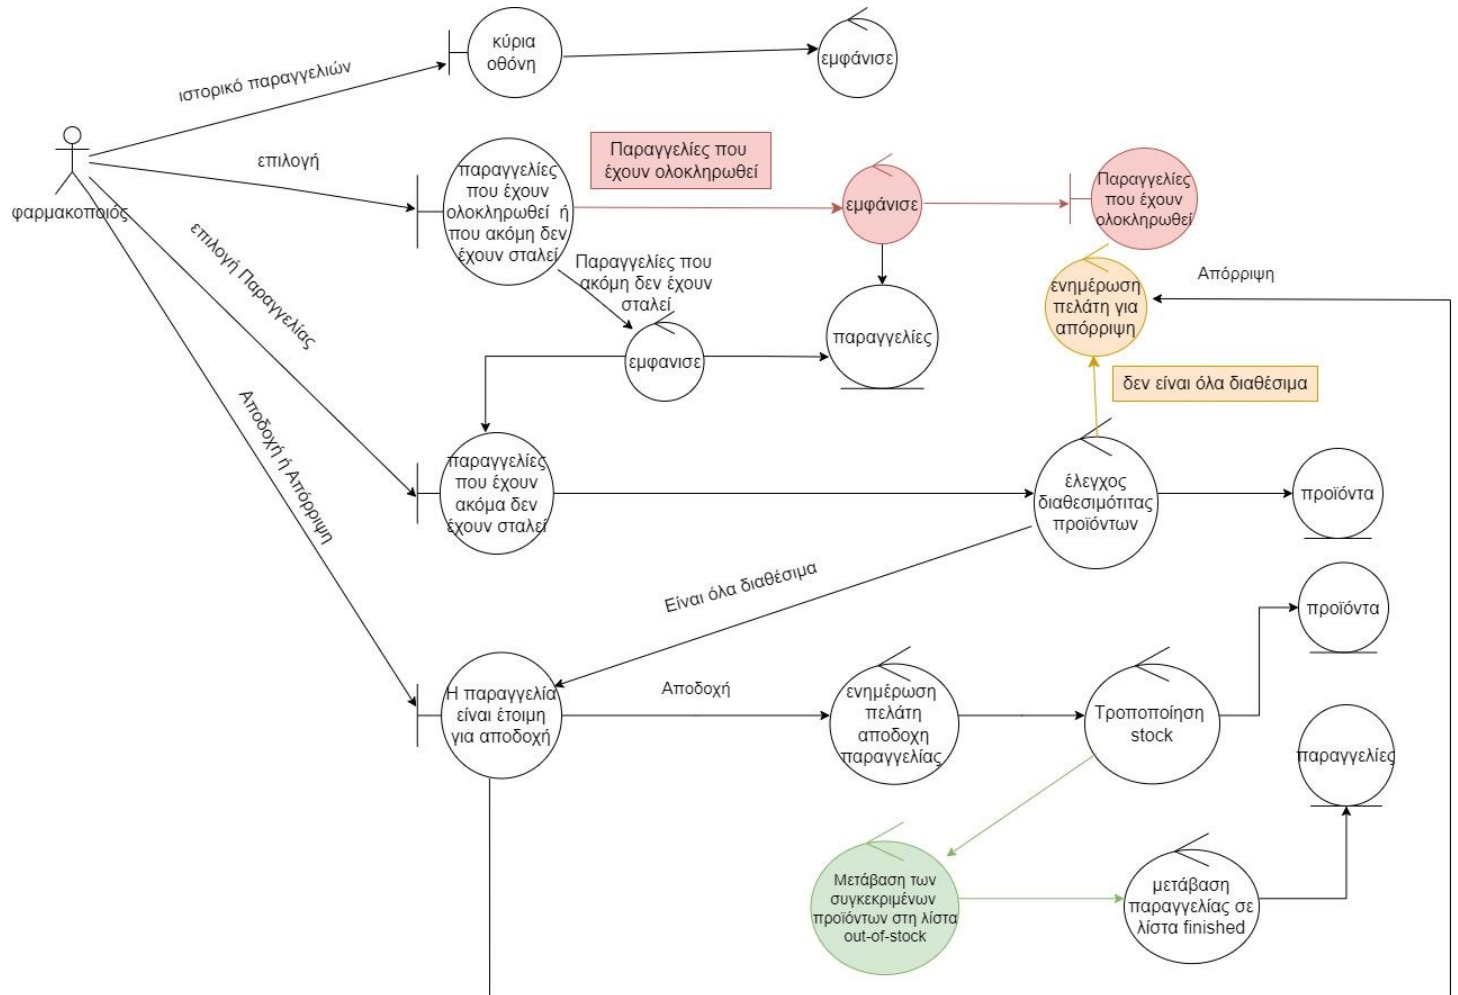 κύρια
οθόνη
εμφάνισε
ιστορικό παραγγελιών
φαρμακοποιός
επιλογή
παραγγελίες
που έχουν
ολοκληρωθεί ή
που ακόμη δεν
έχουν σταλεί
Παραγγελίες που
έχουν ολοκληρωθεί
εμφάνισε
Παραγγελίες
που έχουν
ολοκληρωθεί
επιλογή Παραγγελίας
Παραγγελίες που
ακόμη δεν έχουν
σταλεί
εμφανισε
παραγγελίες
ενημέρωση
πελάτη για
απόρριψη
Απόρριψη
δεν είναι όλα διαθέσιμα
Αποδοχή ή Απόρριψη
παραγγελίες
που έχουν
ακόμα δεν
έχουν σταλεί
έλεγχος
διαθεσιμότιτας
προϊόντων
προϊόντα
Είναι όλα διαθέσιμα
προϊόντα
Η παραγγελία
είναι έτοιμη
για αποδοχή
Αποδοχή
ενημέρωση
πελάτη
αποδοχη
παραγγελίας
Τροποποίηση
stock
παραγγελίες
Μετάβαση των
συγκεκριμένων
προϊόντων στη λίστα
out-of-stock
μετάβαση
παραγγελίας σε
λίστα finished